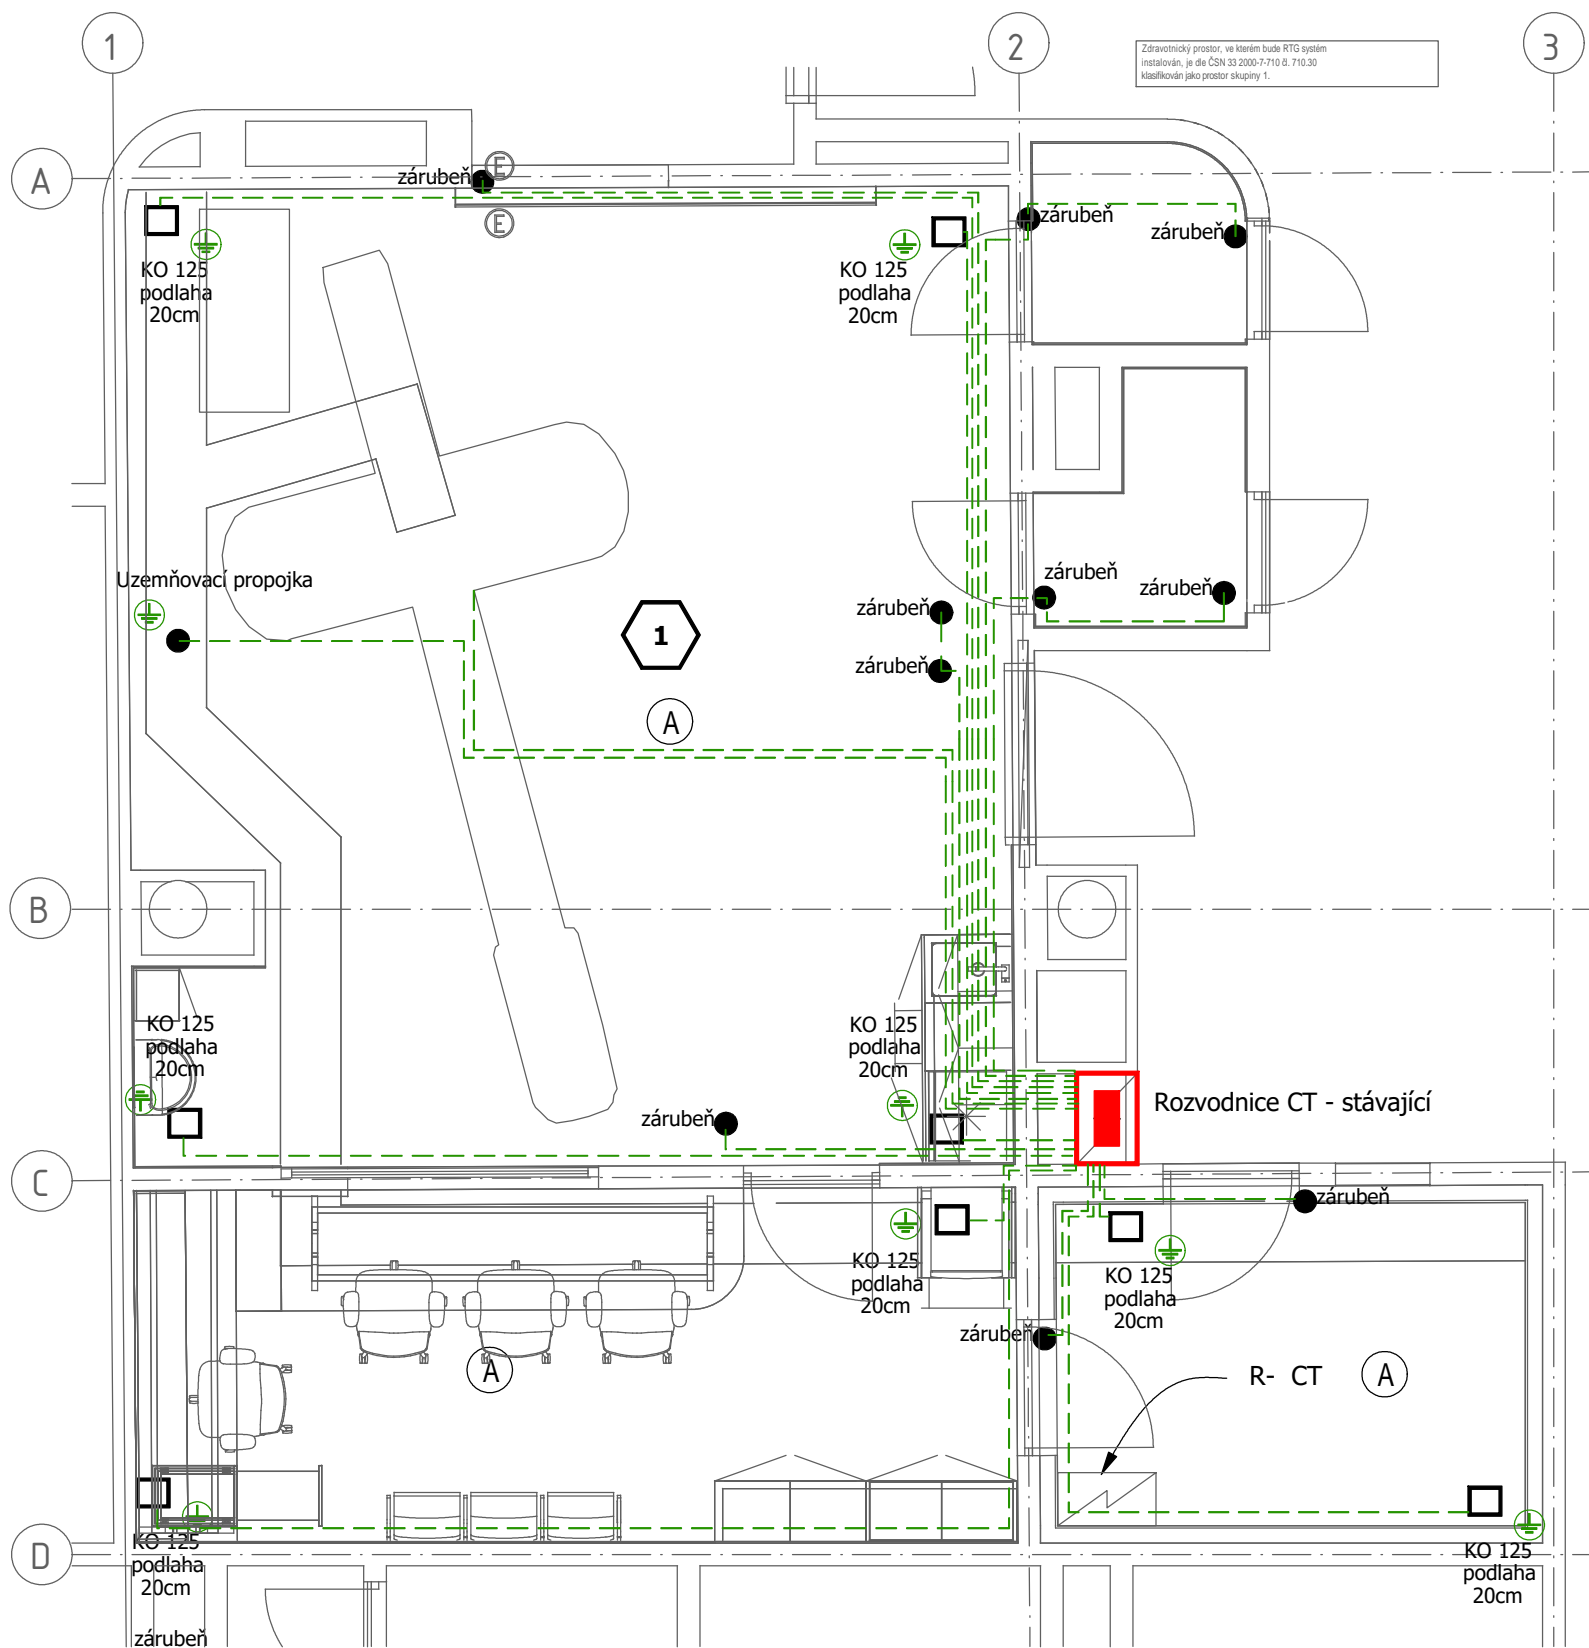 1
2
3
Zdravotnický prostor, ve kterém bude RTG systém
instalován, je dle ČSN 33 2000-7-710 čl. 710.30
klasifikován jako prostor skupiny 1.
A
zárubeň
E
E
zárubeň
zárubeň
KO 125
podlaha
20cm
KO 125
podlaha
20cm
Uzemňovací propojka
zárubeň
zárubeň
zárubeň
zárubeň
1
A
B
KO 125
podlaha
20cm
KO 125
podlaha
20cm
Rozvodnice CT - stávající
zárubeň
C
zárubeň
KO 125
podlaha
20cm
KO 125
podlaha
20cm
zárubeň
A
R- CT
A
D
KO 125
podlaha
20cm
KO 125
podlaha
20cm
zárubeň